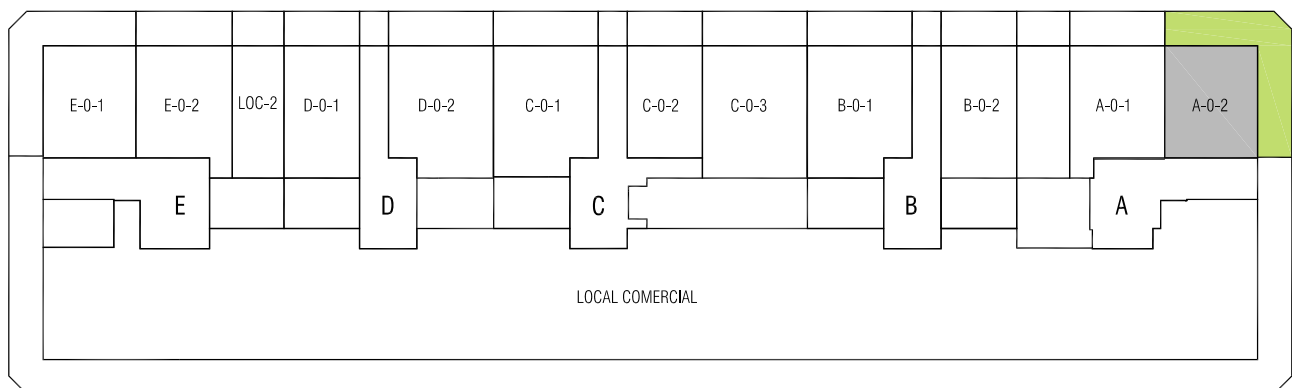 E-0-1
E-0-2
LOC-2
D-0-1
D-0-2
C-0-1
C-0-2
C-0-3
B-0-1
B-0-2
A-0-1
A-0-2
E
D
C
B
A
LOCAL COMERCIAL